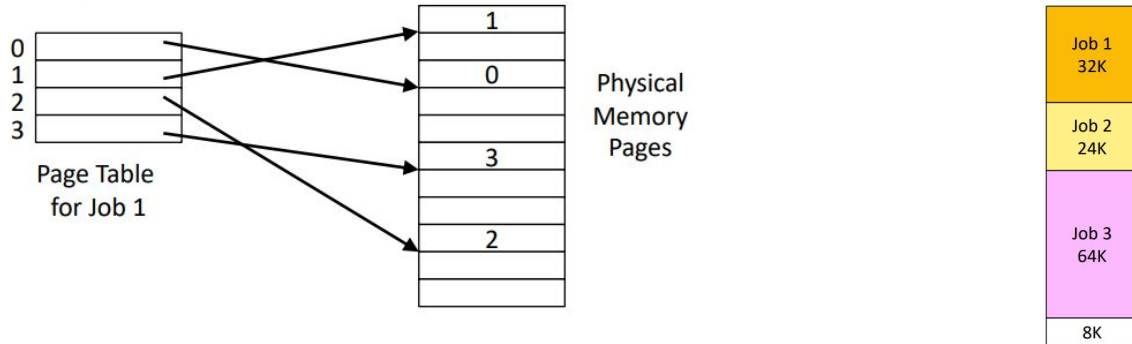 0
1
2
3
Page Table
for Job 1
1
0
3
2
Physical
Memory
Pages
Job 1
32K
Job 2
24K
Job 3
64K
8K